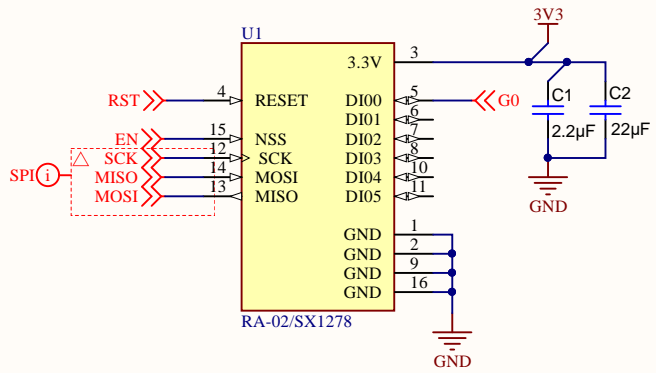 3V3
U1
3.3V 3
RST 4 RESET DI00 5 G0
DI01 6
EN 15 NSS DI02 7
SCK 12 SCK DI03 8
SPI i MISO 14 MOSI DI04 10
MOSI 13 MISO DI05 11
C1
2.2µF
C2
22µF
GND
GND 1
GND 2
GND 9
GND 16
RA-02/SX1278
GND